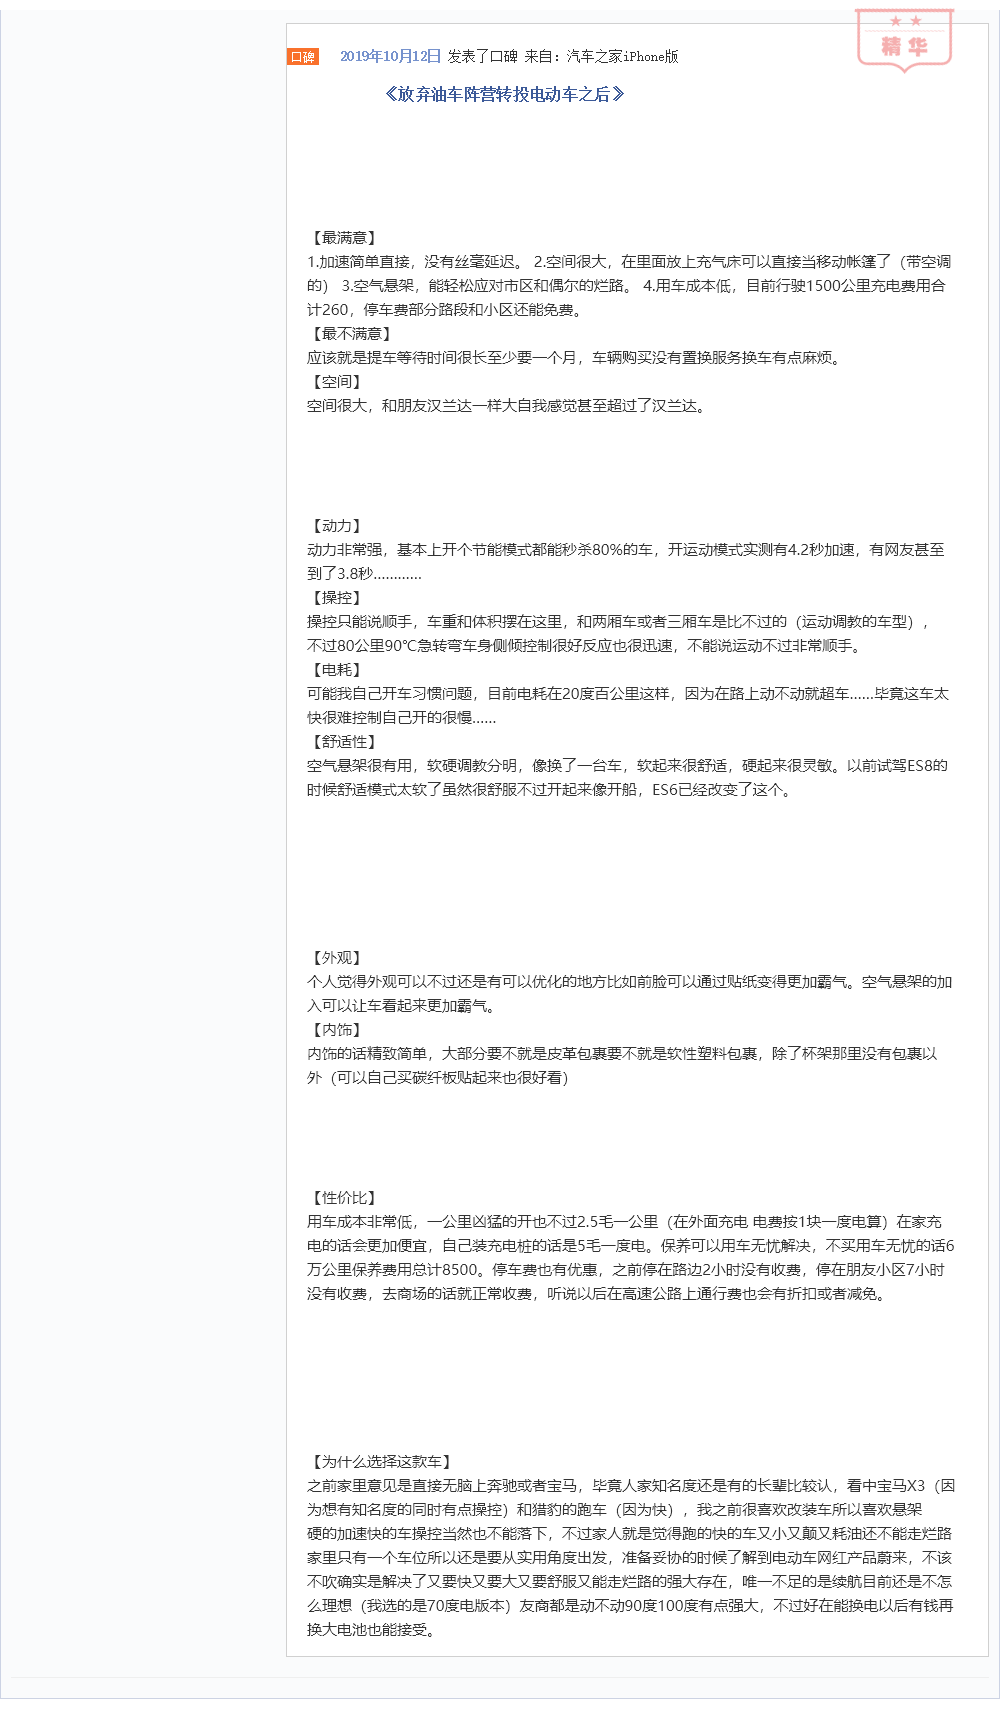 精华
口碑 2019年10月12日 发表了口碑 来自：汽车之家iPhone版
《放弃油车阵营转投电动车之后》
【最满意】
1.加速简单直接，没有丝毫延迟。 2.空间很大，在里面放上充气床可以直接当移动帐篷了（带空调
的） 3.空气悬架，能轻松应对市区和偶尔的烂路。 4.用车成本低，目前行驶1500公里充电费用合
计260，停车费部分路段和小区还能免费。
【最不满意】
应该就是提车等待时间很长至少要一个月，车辆购买没有置换服务换车有点麻烦。
【空间】
空间很大，和朋友汉兰达一样大自我感觉甚至超过了汉兰达。
【动力】
动力非常强，基本上开个节能模式都能秒杀80%的车，开运动模式实测有4.2秒加速，有网友甚至
到了3.8秒............
【操控】
操控只能说顺手，车重和体积摆在这里，和两厢车或者三厢车是比不过的（运动调教的车型），
不过80公里90℃急转弯车身侧倾控制很好反应也很迅速，不能说运动不过非常顺手。
【电耗】
可能我自己开车习惯问题，目前电耗在20度百公里这样，因为在路上动不动就超车......毕竟这车太
快很难控制自己开的很慢......
【舒适性】
空气悬架很有用，软硬调教分明，像换了一台车，软起来很舒适，硬起来很灵敏。以前试驾ES8的
时候舒适模式太软了虽然很舒服不过开起来像开船，ES6已经改变了这个。
【外观】
个人觉得外观可以不过还是有可以优化的地方比如前脸可以通过贴纸变得更加霸气。空气悬架的加
入可以让车看起来更加霸气。
【内饰】
内饰的话精致简单，大部分要不就是皮革包裹要不就是软性塑料包裹，除了杯架那里没有包裹以
外（可以自己买碳纤板贴起来也很好看）
【性价比】
用车成本非常低，一公里凶猛的开也不过2.5毛一公里（在外面充电 电费按1块一度电算）在家充
电的话会更加便宜，自己装充电桩的话是5毛一度电。保养可以用车无忧解决，不买用车无忧的话6
万公里保养费用总计8500。停车费也有优惠，之前停在路边2小时没有收费，停在朋友小区7小时
没有收费，去商场的话就正常收费，听说以后在高速公路上通行费也会有折扣或者减免。
【为什么选择这款车】
之前家里意见是直接无脑上奔驰或者宝马，毕竟人家知名度还是有的长辈比较认，看中宝马X3（因
为想有知名度的同时有点操控）和猎豹的跑车（因为快），我之前很喜欢改装车所以喜欢悬架
硬的加速快的车操控当然也不能落下，不过家人就是觉得跑的快的车又小又颠又耗油还不能走烂路
家里只有一个车位所以还是要从实用角度出发，准备妥协的时候了解到电动车网红产品蔚来，不该
不吹确实是解决了又要快又要大又要舒服又能走烂路的强大存在，唯一不足的是续航目前还是不怎
么理想（我选的是70度电版本）友商都是动不动90度100度有点强大，不过好在能换电以后有钱再
换大电池也能接受。